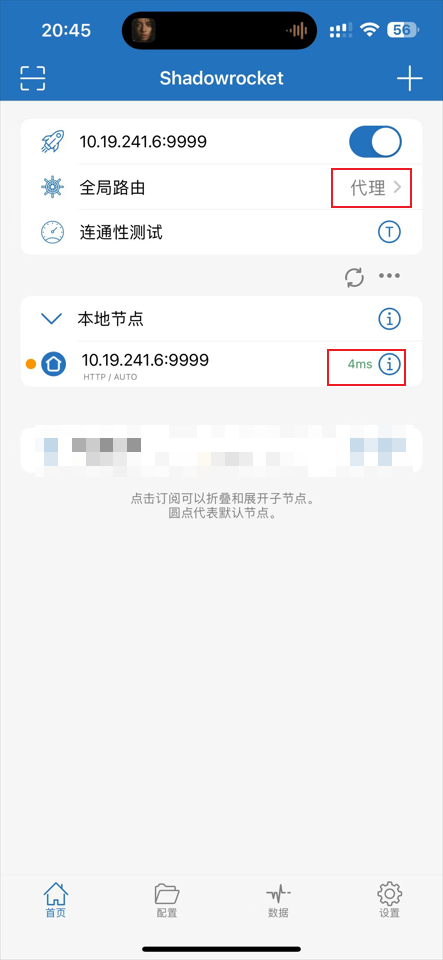 20:45
56
Shadowrocket
10.19.241.6:9999
全局路由
代理
连通性测试
T
本地节点
10.19.241.6:9999
HTTP / AUTO
4ms
点击订阅可以折叠和展开子节点。
圆点代表默认节点。
首页
配置
数据
设置